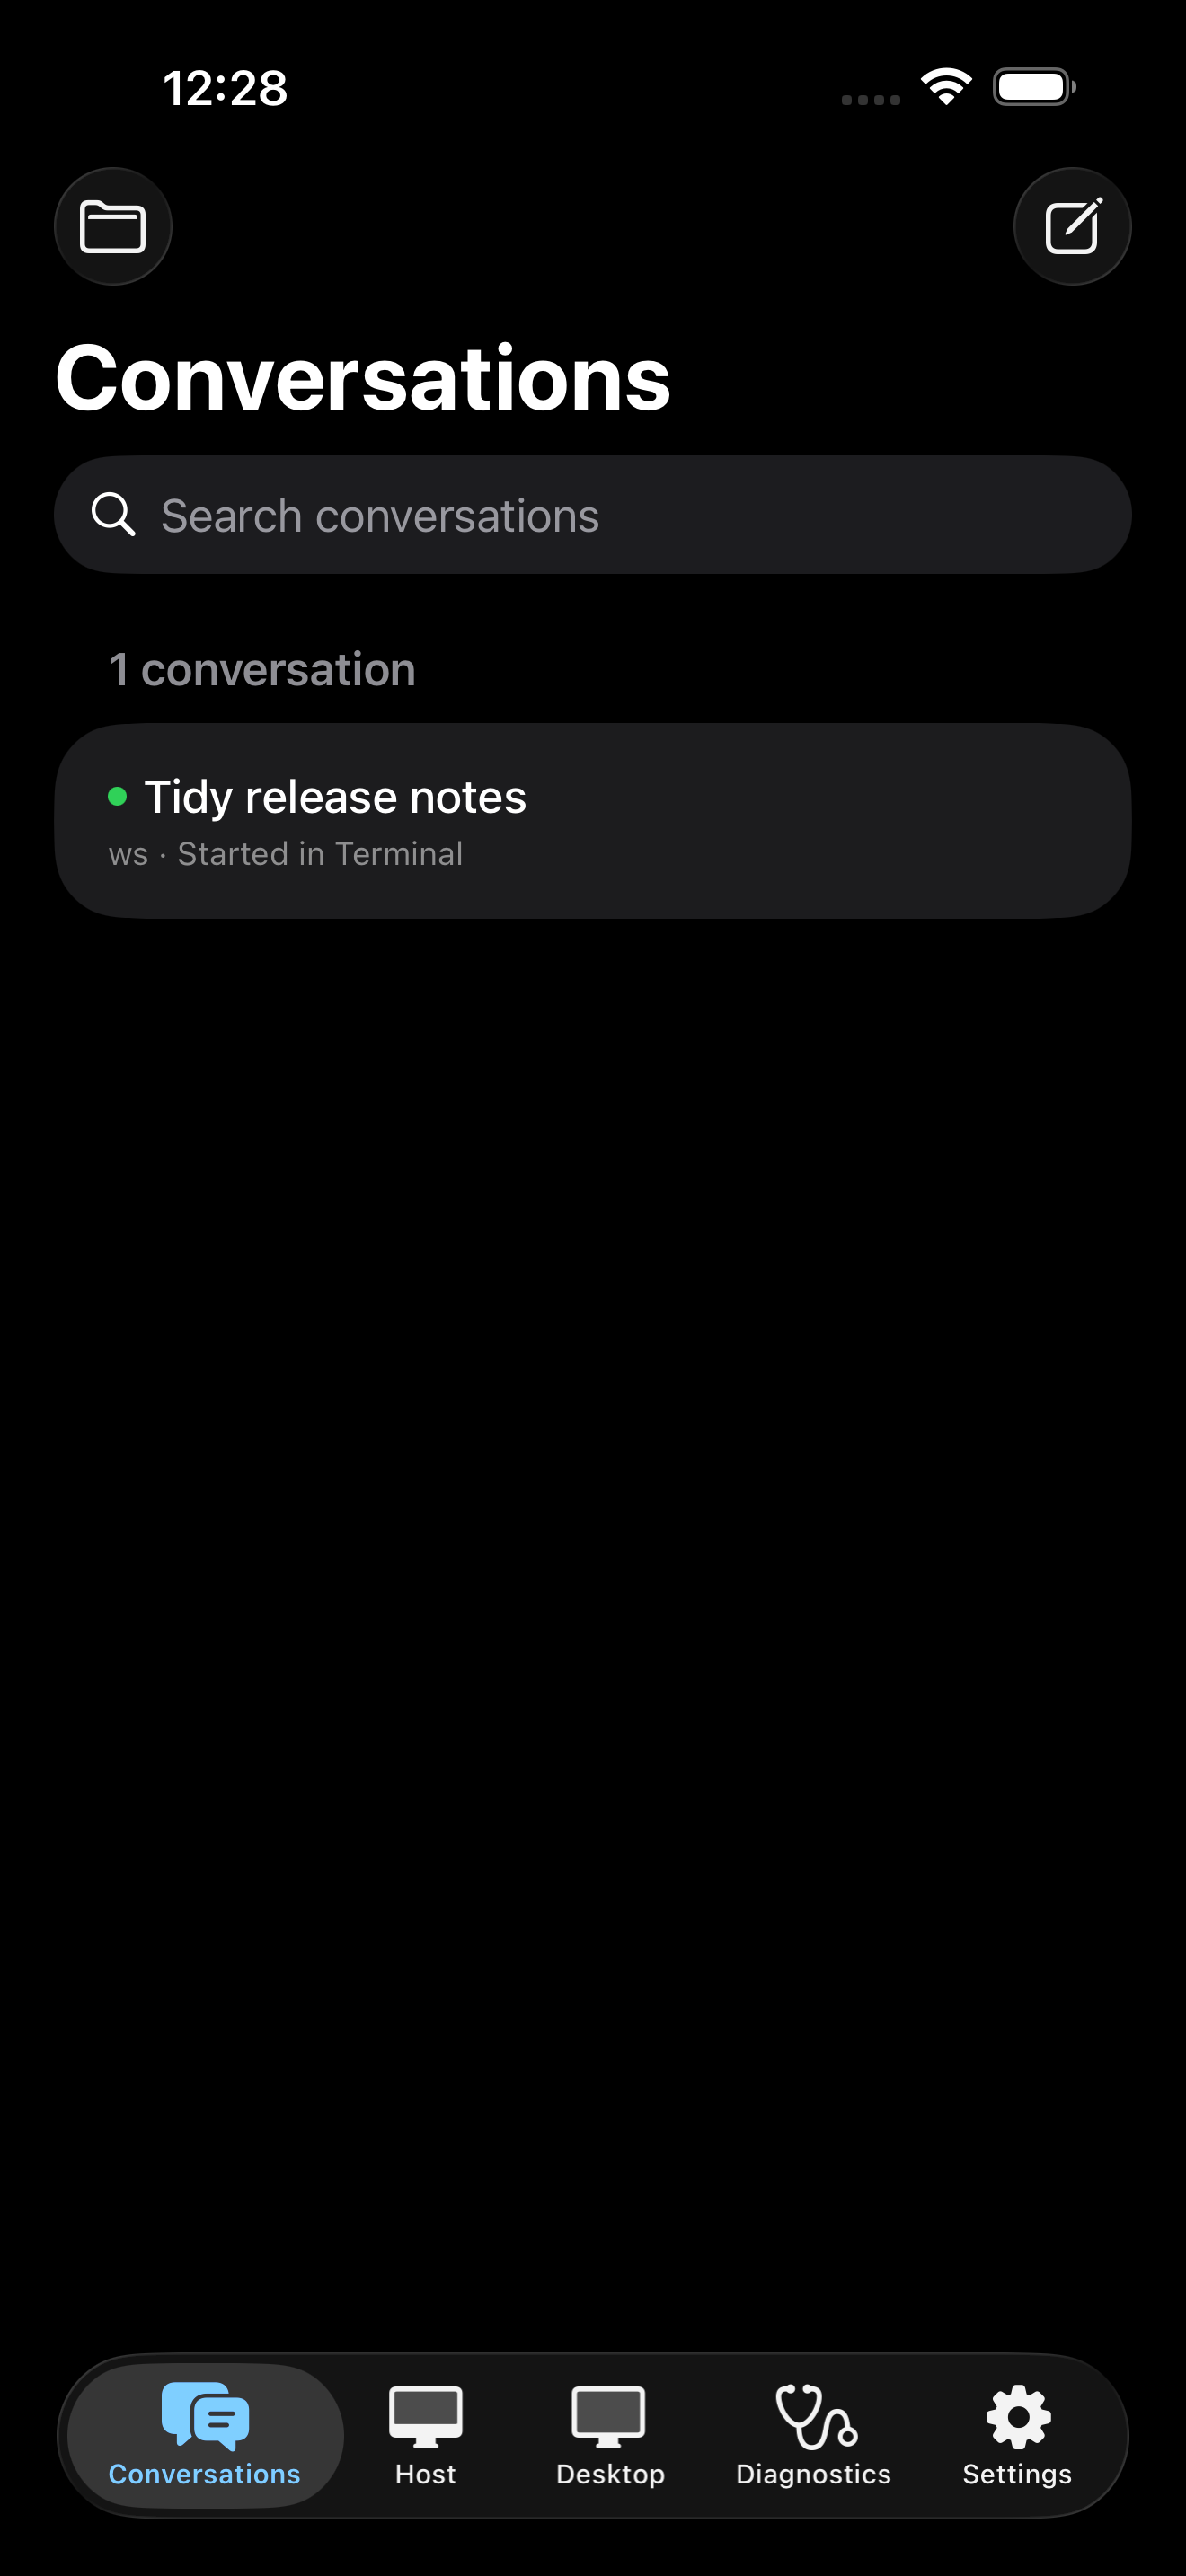 12:28
Conversations
Search conversations
1 conversation
Tidy release notes
ws · Started in Terminal
Conversations
Host
Desktop
Diagnostics
Settings